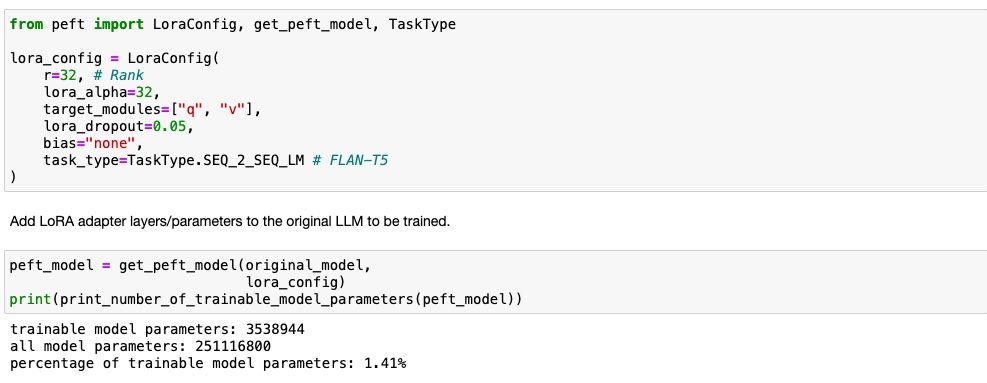 from peft import LoraConfig, get_peft_model, TaskType
lora_config = LoraConfig(
    r=32, # Rank
    lora_alpha=32,
    target_modules=["q", "v"],
    lora_dropout=0.05,
    bias="none",
    task_type=TaskType.SEQ_2_SEQ_LM # FLAN-T5
)
Add LoRA adapter layers/parameters to the original LLM to be trained.
peft_model = get_peft_model(original_model,
                            lora_config)
print(print_number_of_trainable_model_parameters(peft_model))
trainable model parameters: 3538944
all model parameters: 251116800
percentage of trainable model parameters: 1.41%